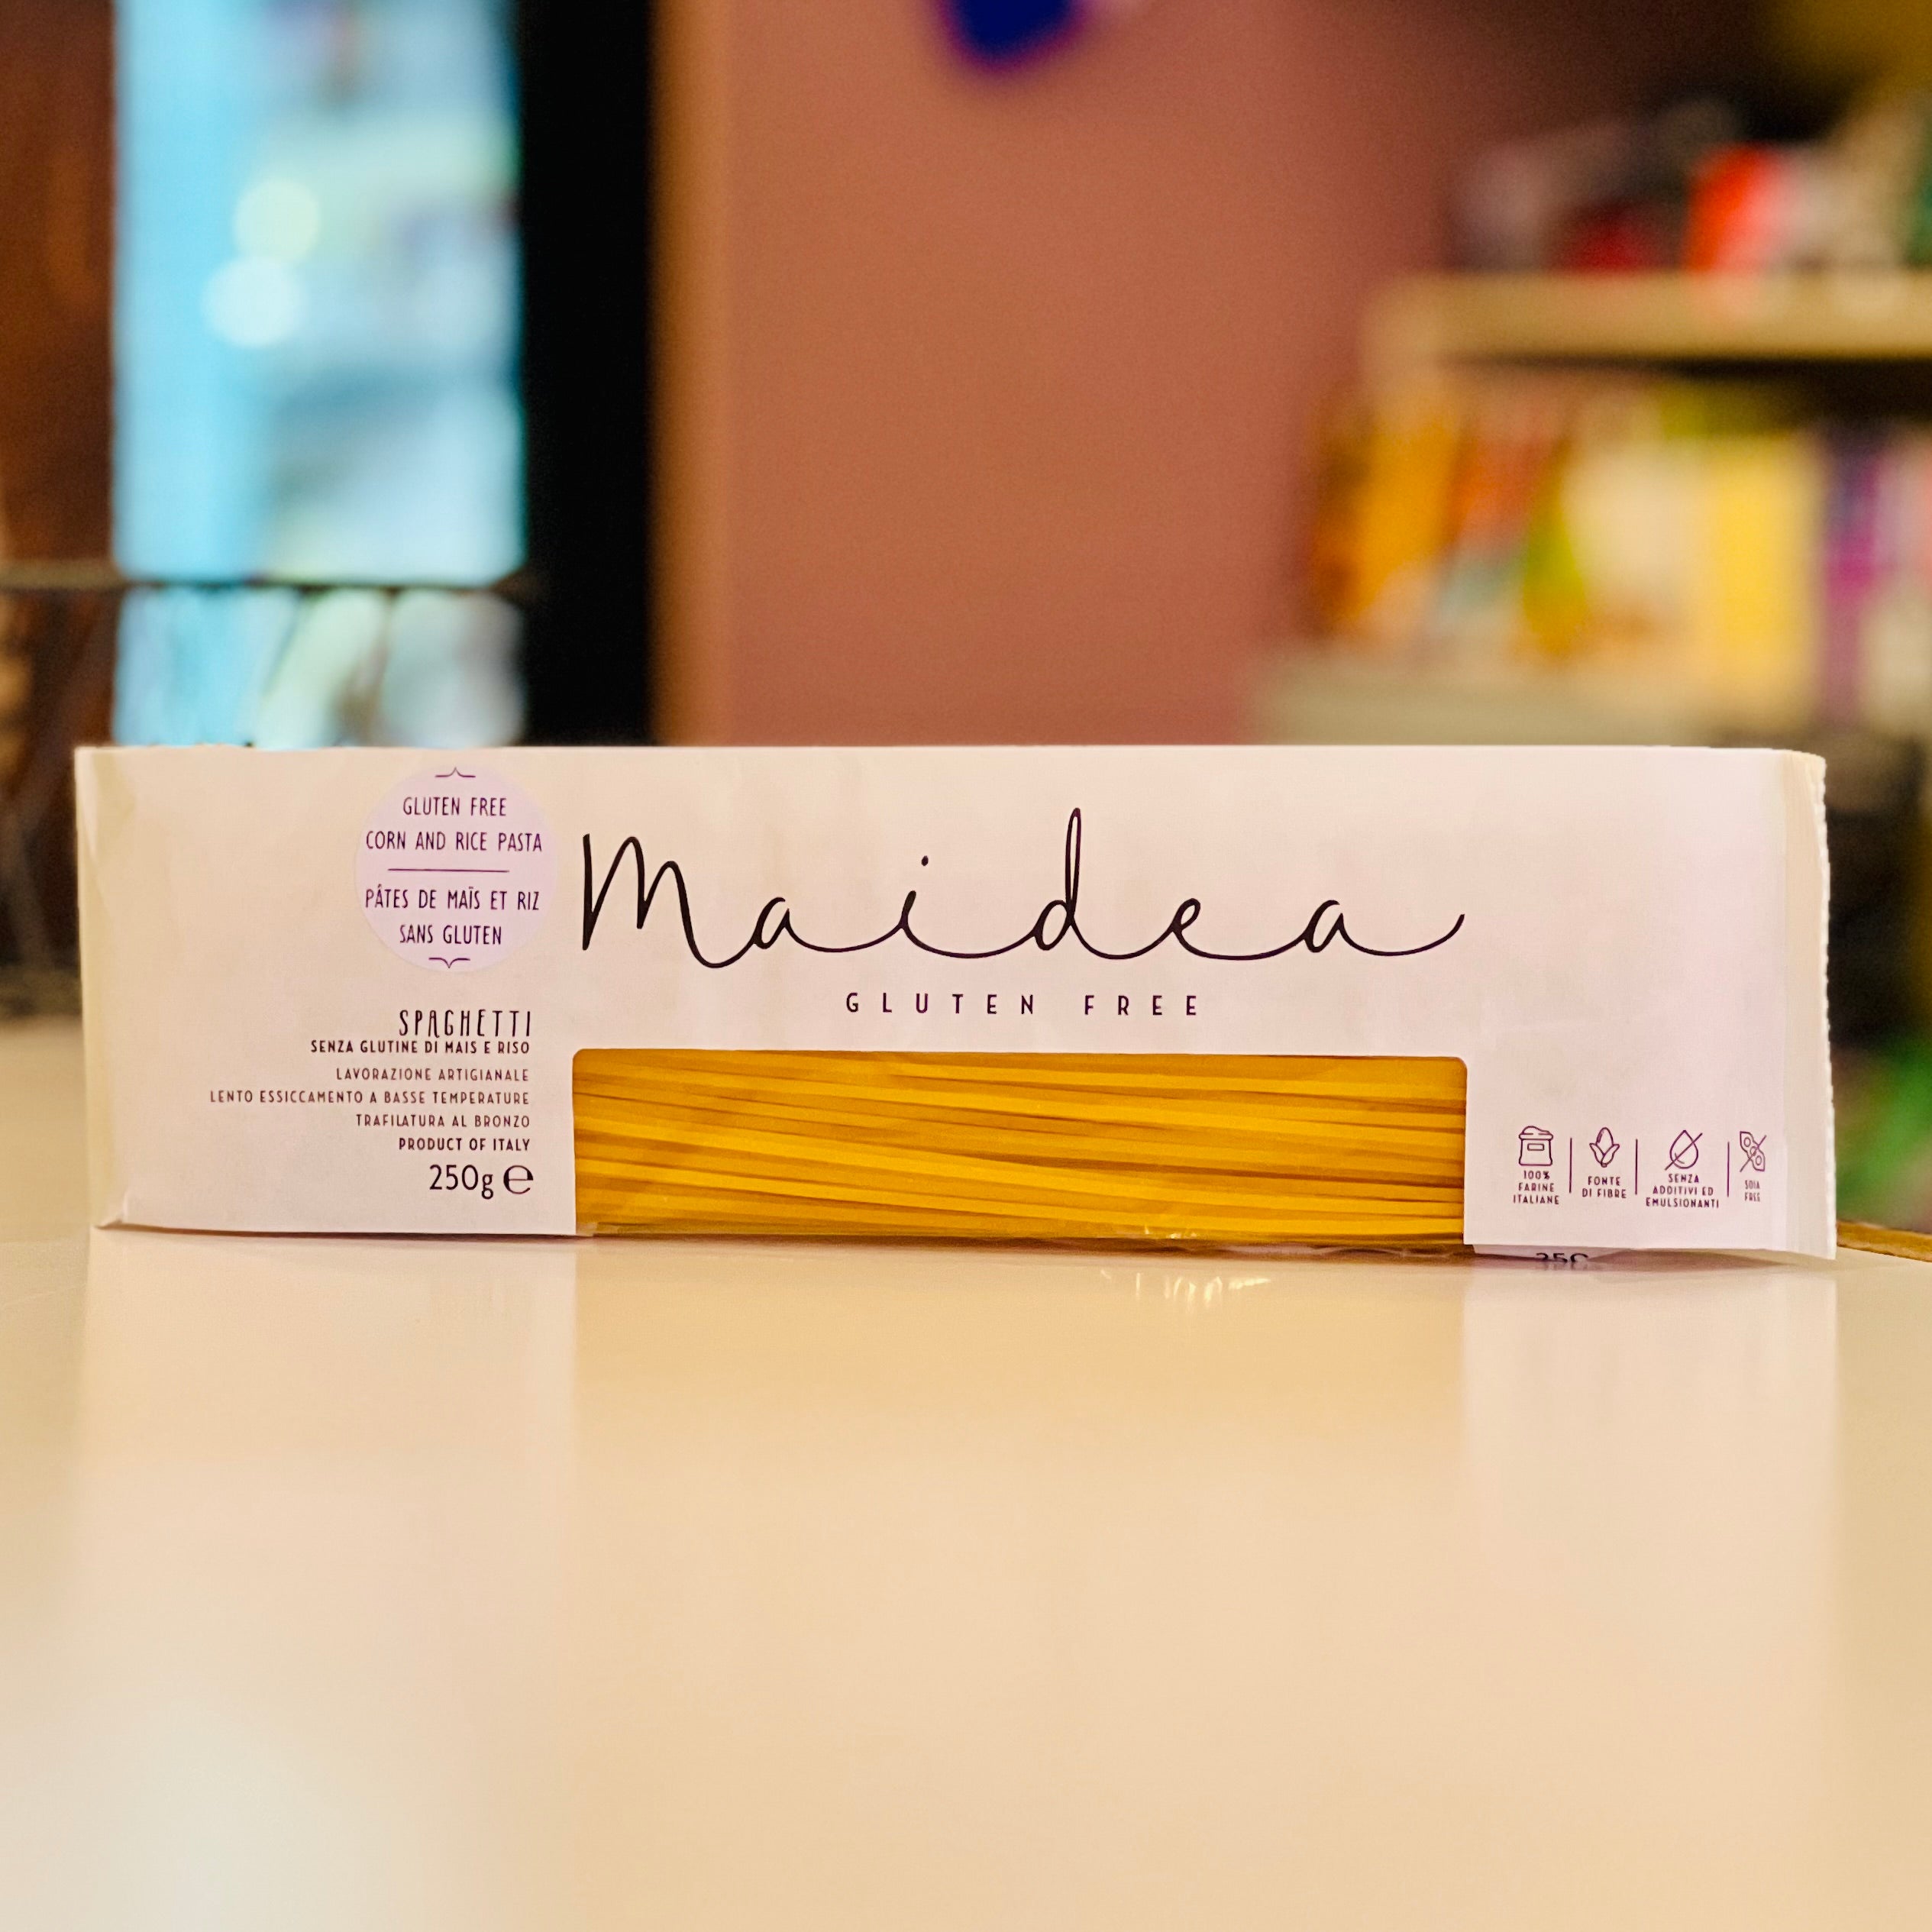 GLUTEN FREE
CORN AND RICE PASTA
PÂTES DE MAÏS ET RIZ
SANS GLUTEN
Maidea
GLUTEN FREE
SPAGHETTI
SENZA GLUTINE DI MAIS E RISO
LAVORAZIONE ARTIGIANALE
LENTO ESSICCAMENTO A BASSE TEMPERATURE
TRAFILATURA AL BRONZO
PRODUCT OF ITALY
250g e
100%
FARINE
ITALIANE
FONTE
DI FIBRE
SENZA
ADDITIVI ED
EMULSIONANTI
SOIA
FREE